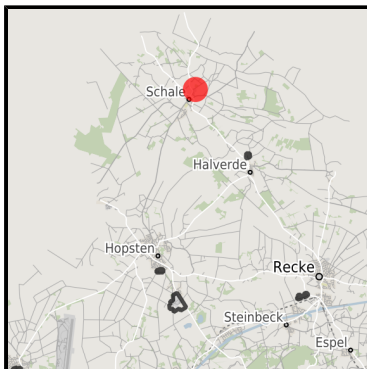 Schale
Halverde
Hopsten
Recke
Steinbeck
Espel